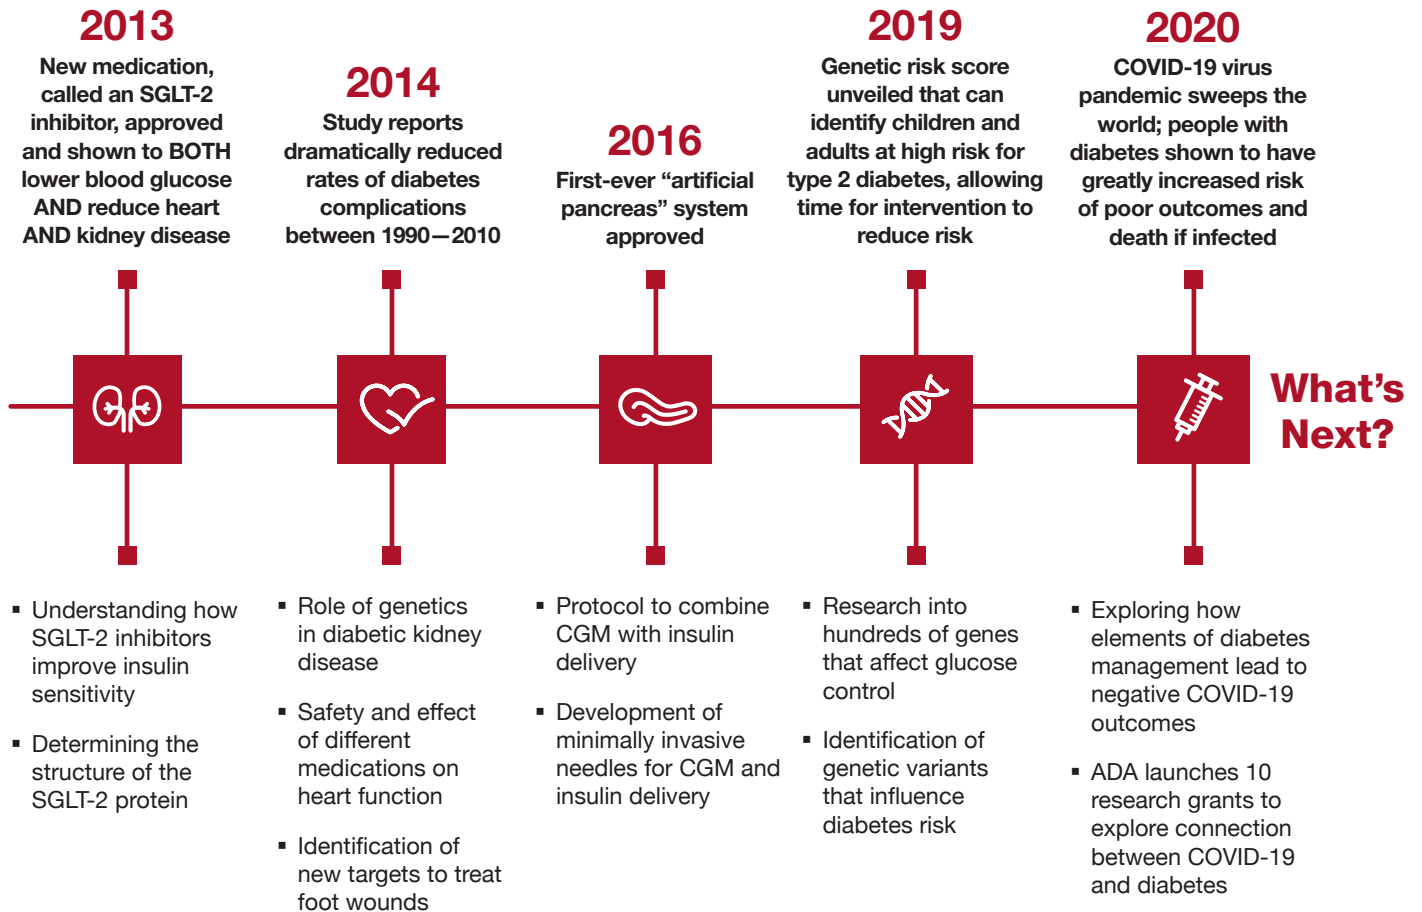 2013
New medication,
called an SGLT-2
inhibitor, approved
and shown to BOTH
lower blood glucose
AND reduce heart
AND kidney disease
2014
Study reports
dramatically reduced
rates of diabetes
complications
between 1990—2010
2016
First-ever “artificial
pancreas” system
approved
2019
Genetic risk score
unveiled that can
identify children and
adults at high risk for
type 2 diabetes, allowing
time for intervention to
reduce risk
2020
COVID-19 virus
pandemic sweeps the
world; people with
diabetes shown to have
greatly increased risk
of poor outcomes and
death if infected
What’s
Next?
▪ Understanding how
SGLT-2 inhibitors
improve insulin
sensitivity
▪ Determining the
structure of the
SGLT-2 protein
▪ Role of genetics
in diabetic kidney
disease
▪ Safety and effect
of different
medications on
heart function
▪ Identification of
new targets to treat
foot wounds
▪ Protocol to combine
CGM with insulin
delivery
▪ Development of
minimally invasive
needles for CGM and
insulin delivery
▪ Research into
hundreds of genes
that affect glucose
control
▪ Identification of
genetic variants
that influence
diabetes risk
▪ Exploring how
elements of diabetes
management lead to
negative COVID-19
outcomes
▪ ADA launches 10
research grants to
explore connection
between COVID-19
and diabetes